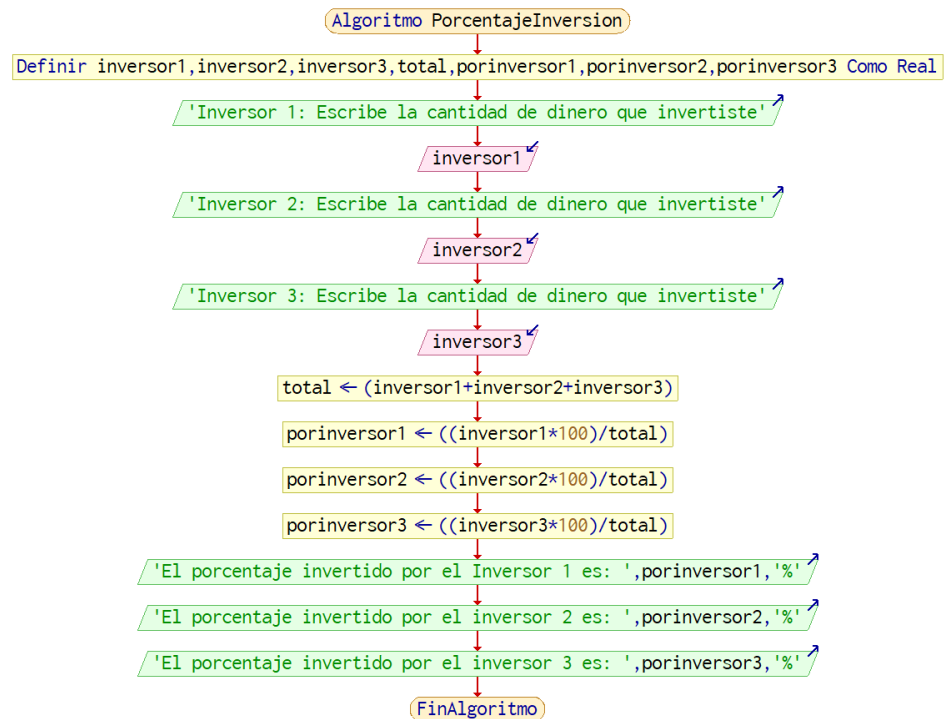 Algoritmo PorcentajeInversion
Definir inversor1,inversor2,inversor3,total,porinversor1,porinversor2,porinversor3 Como Real
'Inversor 1: Escribe la cantidad de dinero que invertiste'
inversor1
'Inversor 2: Escribe la cantidad de dinero que invertiste'
inversor2
'Inversor 3: Escribe la cantidad de dinero que invertiste'
inversor3
total ← (inversor1+inversor2+inversor3)
porinversor1 ← ((inversor1*100)/total)
porinversor2 ← ((inversor2*100)/total)
porinversor3 ← ((inversor3*100)/total)
'El porcentaje invertido por el Inversor 1 es: ',porinversor1,'%'
'El porcentaje invertido por el inversor 2 es: ',porinversor2,'%'
'El porcentaje invertido por el inversor 3 es: ',porinversor3,'%'
FinAlgoritmo